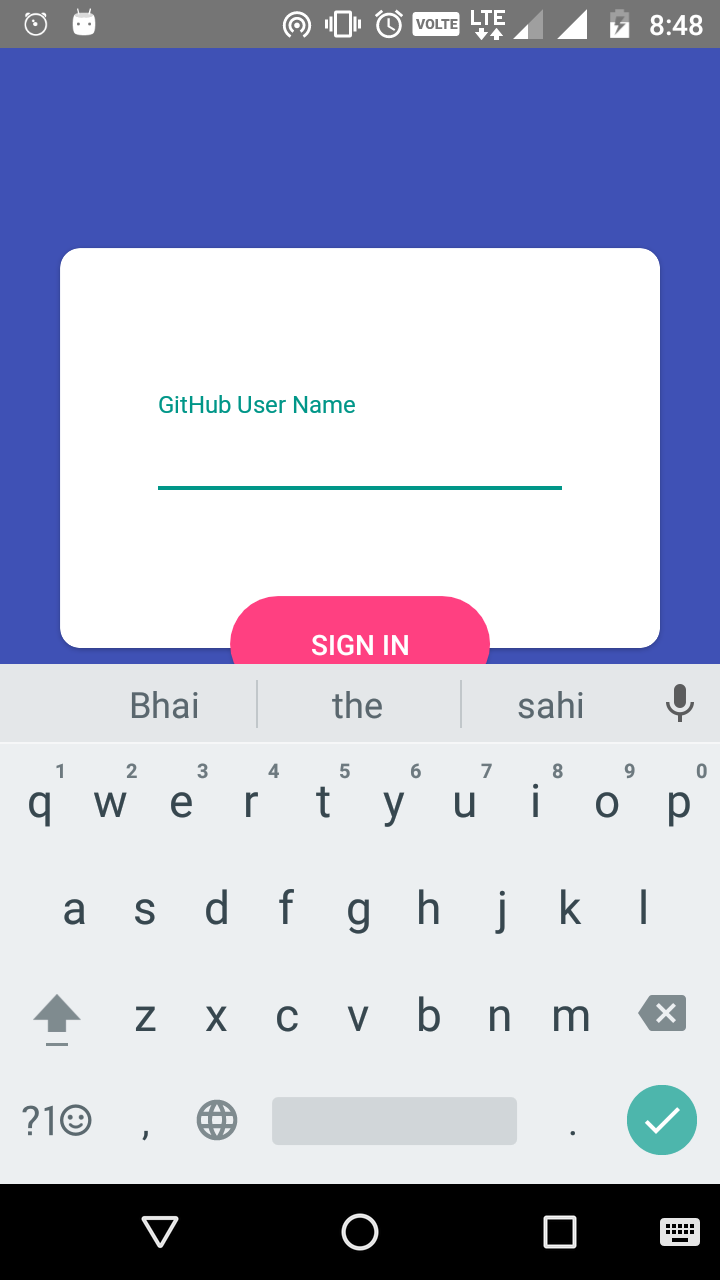 VOLTE LTE 8:48
GitHub User Name
SIGN IN
Bhai the sahi
1 2 3 4 5 6 7 8 9 0
q w e r t y u i o p
a s d f g h j k l
z x c v b n m
?1 , .